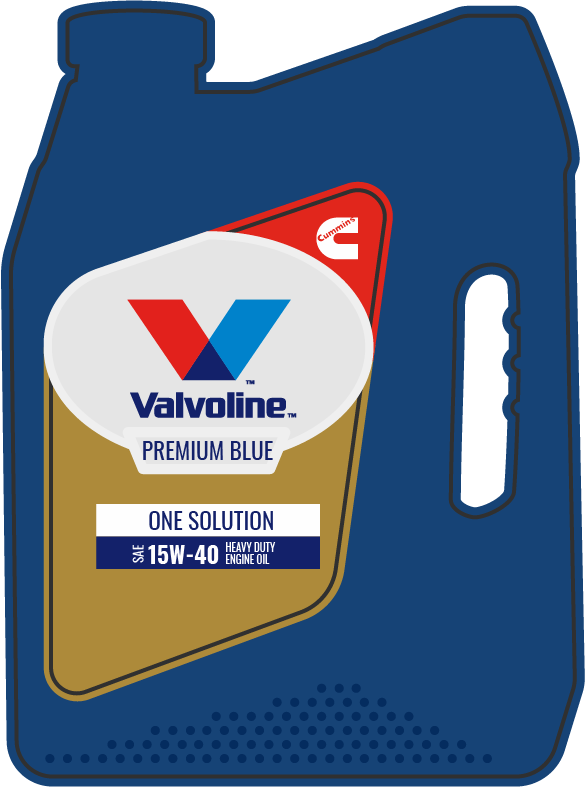 Cummins
Valvoline™
PREMIUM BLUE
ONE SOLUTION
SAE 15W-40 HEAVY DUTY
ENGINE OIL